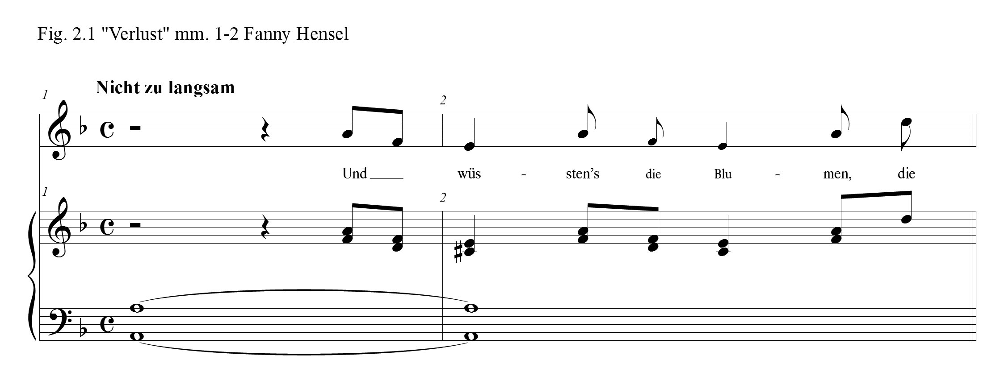 Fig. 2.1 "Verlust" mm. 1-2 Fanny Hensel
Nicht zu langsam
1 2
Und ____ wüs - sten’s die Blu - men, die
1 2